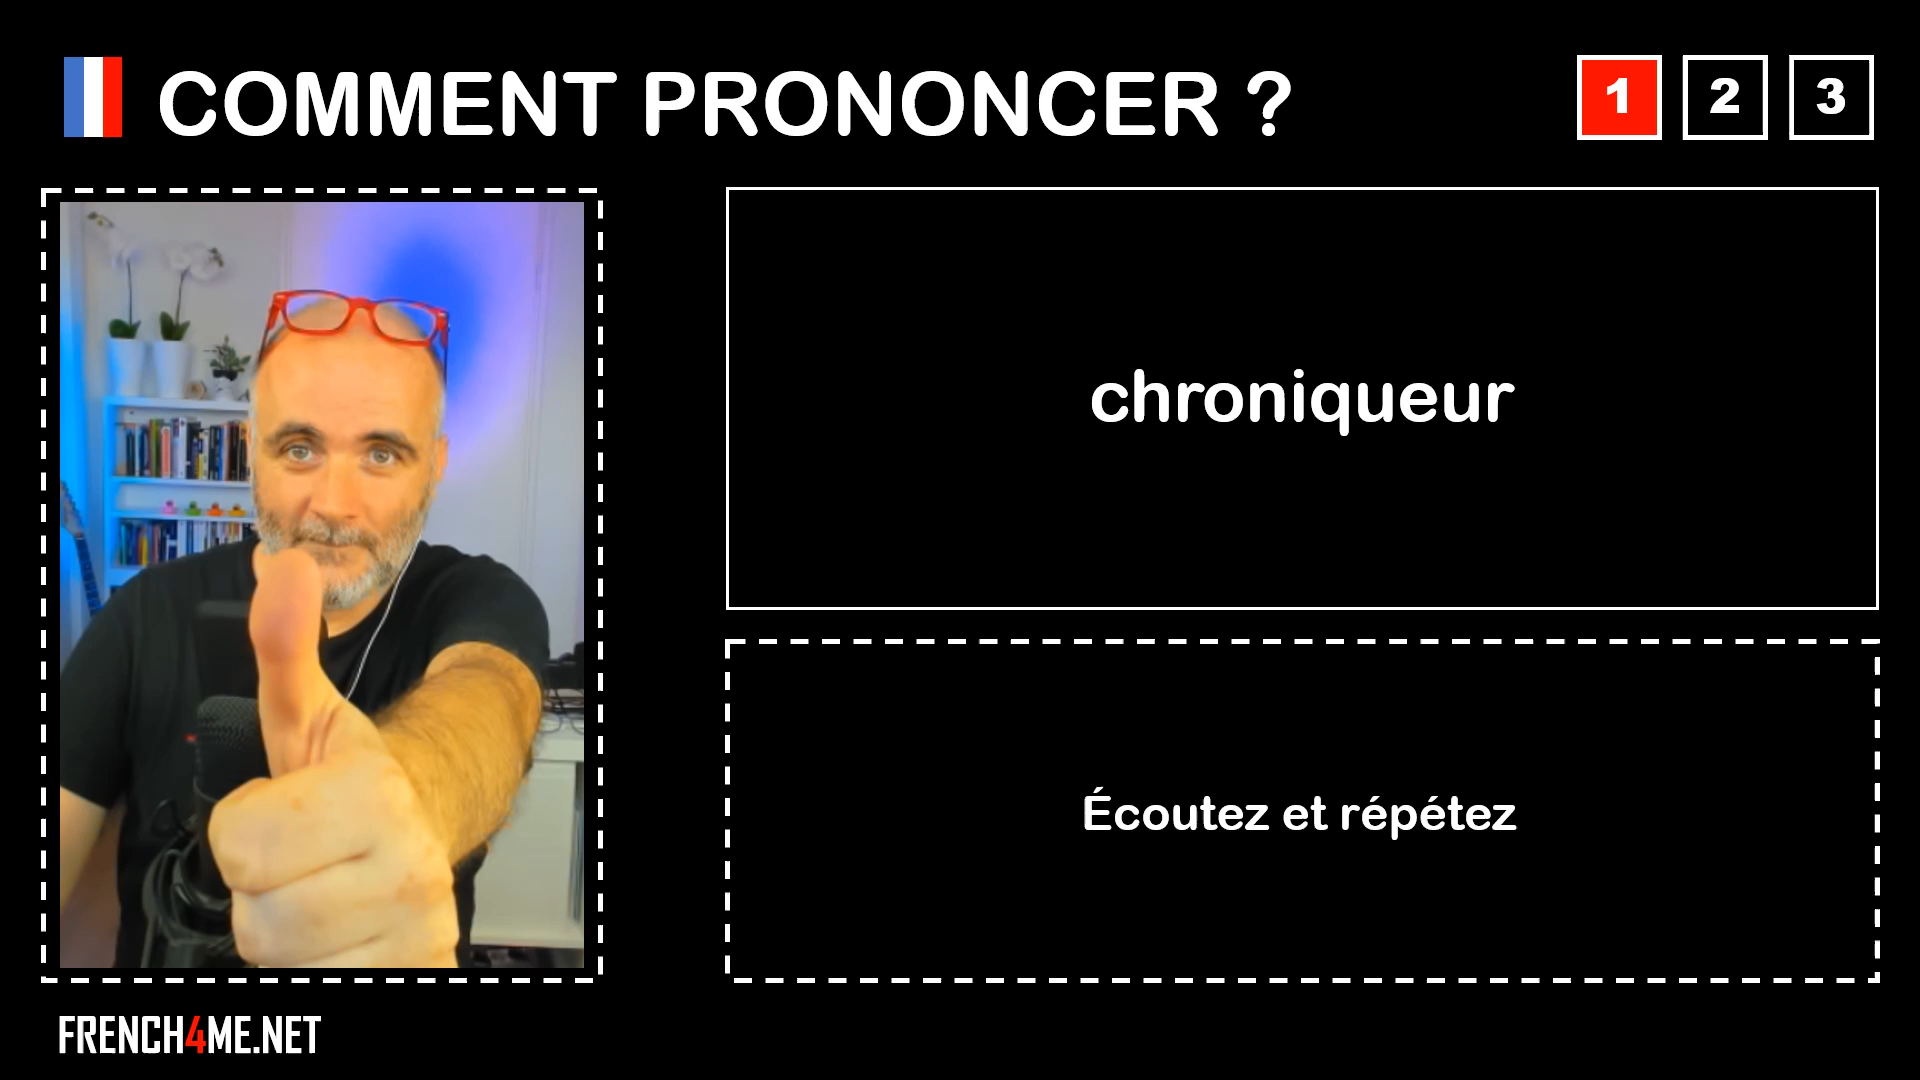 COMMENT PRONONCER ?
1 2 3
chroniqueur
Écoutez et répétez
FRENCH4ME.NET